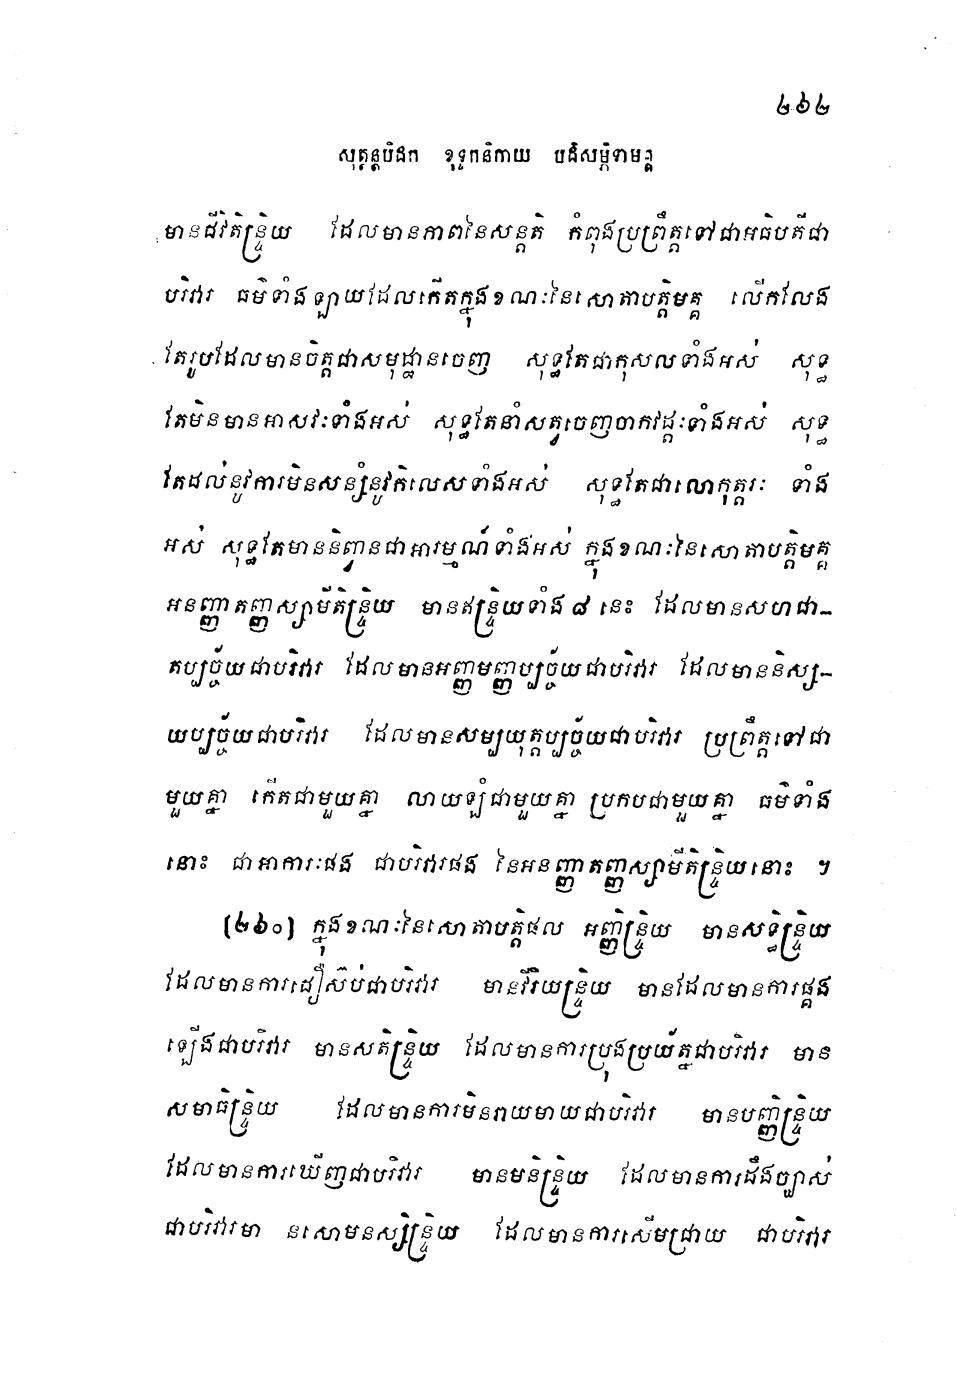 ២៦២
សុត្តន្តបិដក ខុទ្ទកនិកាយ បដិសម្ភិទាមគ្គ
មានជីវិតិន្រ្ទិយ ដែលមានភាពនៃសន្តតិ កំពុងប្រព្រឹត្តទៅជាអធិបតីជា
បរិវារ ធម៌ទាំងឡាយដែលកើតក្នុងខណៈនៃសោតាបត្តិមគ្គ លើកលែង
តែរូបដែលមានចិត្តជាសមុដ្ឋានចេញ សុទ្ធតែជាកុសលទាំងអស់ សុទ្ធ
តែមិនមានអាសវៈទាំងអស់ សុទ្ធតែនាំសត្វចេញចាកវដ្តៈទាំងអស់ សុទ្ធ
តែដល់នូវការមិនសន្សំនូវកិលេសទាំងអស់ សុទ្ធតែជាលោកុត្តរៈ ទាំង
អស់ សុទ្ធតែមាននិព្វានជាអារម្មណ៍ទាំងអស់ ក្នុងខណៈនៃសោតាបត្តិមគ្គ
អនញ្ញាតញ្ញស្សាមីតិន្រ្ទិយ មានឥន្រ្ទិយទាំង ៨ នេះ ដែលមានសហជា-
តប្បច្ច័យជាបរិវារ ដែលមានអញ្ញមញ្ញប្បច្ច័យជាបរិវារ ដែលមាននិស្ស-
យប្បច្ច័យជាបរិវារ ដែលមានសម្បយុត្តប្បច្ច័យជាបរិវារ ប្រព្រឹត្តទៅជា
មួយគ្នា កើតជាមួយគ្នា លាយឡំជាមួយគ្នា ប្រកបជាមួយគ្នា ធម៌ទាំង
នោះ ជាអាការៈផង ជាបរិវារផង នៃអនញ្ញាតញ្ញស្សាមីតិន្រ្ទិយនោះ ។
[២៦០] ក្នុងខណៈនៃសោតាបត្តិផល អញ្ញិន្រ្ទិយ មានសទ្ធិន្រ្ទិយ
ដែលមានការជឿស៊ប់ជាបរិវារ មានវីរិយិន្រ្ទិយ មានដែលមានការផ្គង
ឡើងជាបរិវារ មានសតិន្រ្ទិយ ដែលមានការប្រុងប្រយ័ត្នជាបរិវារ មាន
សមាធិន្រ្ទិយ ដែលមានការមិនរាយមាយជាបរិវារ មានបញ្ញិន្រ្ទិយ
ដែលមានការឃើញជាបរិវារ មានមនិន្រ្ទិយ ដែលមានការដឹងច្បាស់
ជាបរិវារមា នសោមនស្សិន្រ្ទិយ ដែលមានការសើមជ្រាយ ជាបរិវារ